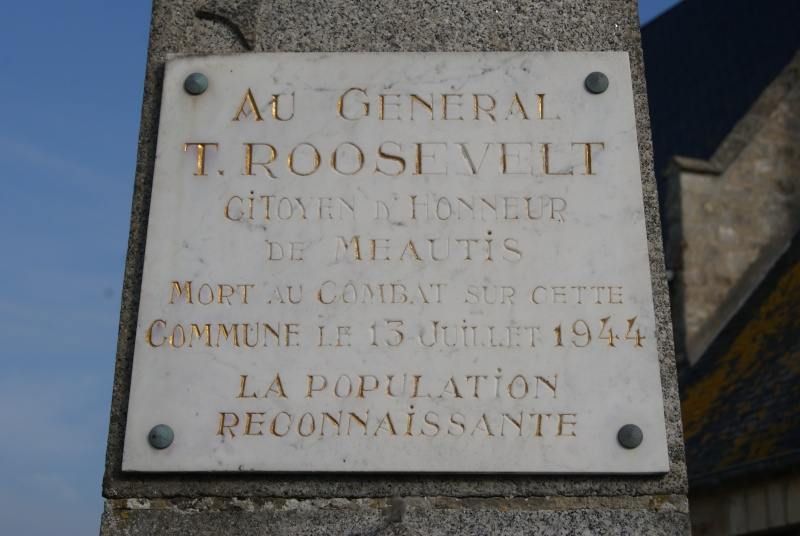 AU GENERAL
T. ROOSEVELT
CITOYEN D'HONNEUR
DE MEAUTIS
MORT AU COMBAT SUR CETTE
COMMUNE LE 13 JUILLET 1944
LA POPULATION
RECONNAISSANTE